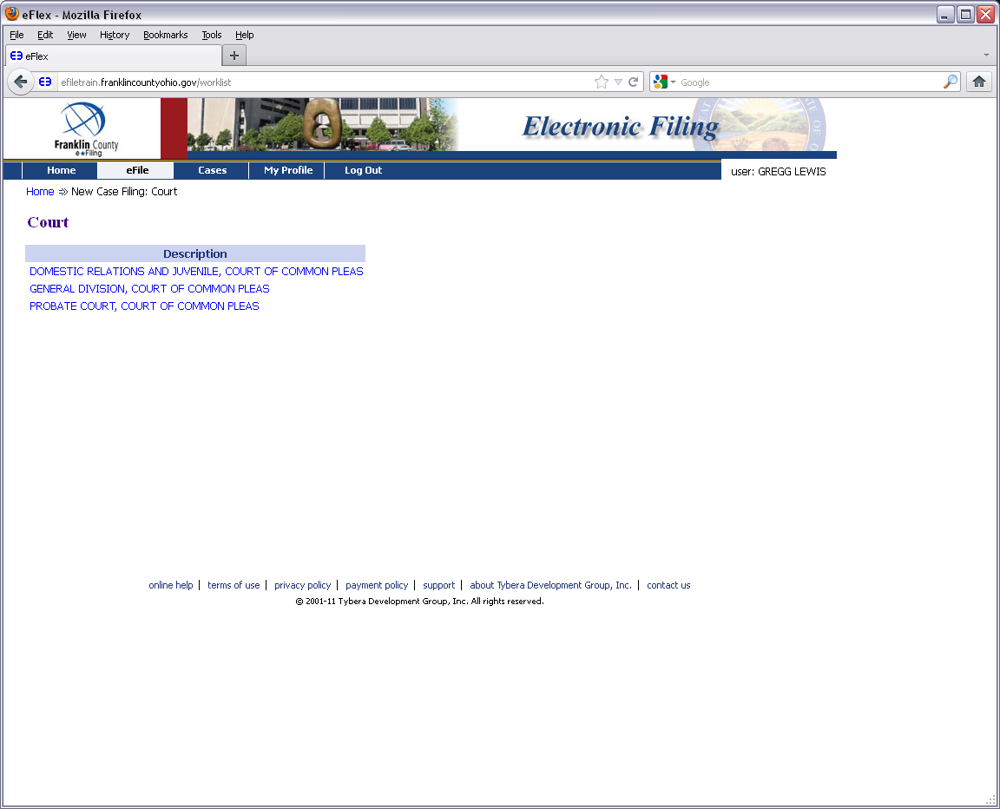 eFlex - Mozilla Firefox
File Edit View History Bookmarks Tools Help
eFlex
efiletrain.franklincountyohio.gov/worklist
Google
Franklin County
e★Filing
Electronic Filing
Home eFile Cases My Profile Log Out
user: GREGG LEWIS
Home ⇒ New Case Filing: Court
Court
Description
DOMESTIC RELATIONS AND JUVENILE, COURT OF COMMON PLEAS
GENERAL DIVISION, COURT OF COMMON PLEAS
PROBATE COURT, COURT OF COMMON PLEAS
online help | terms of use | privacy policy | payment policy | support | about Tybera Development Group, Inc. | contact us
© 2001-11 Tybera Development Group, Inc. All rights reserved.